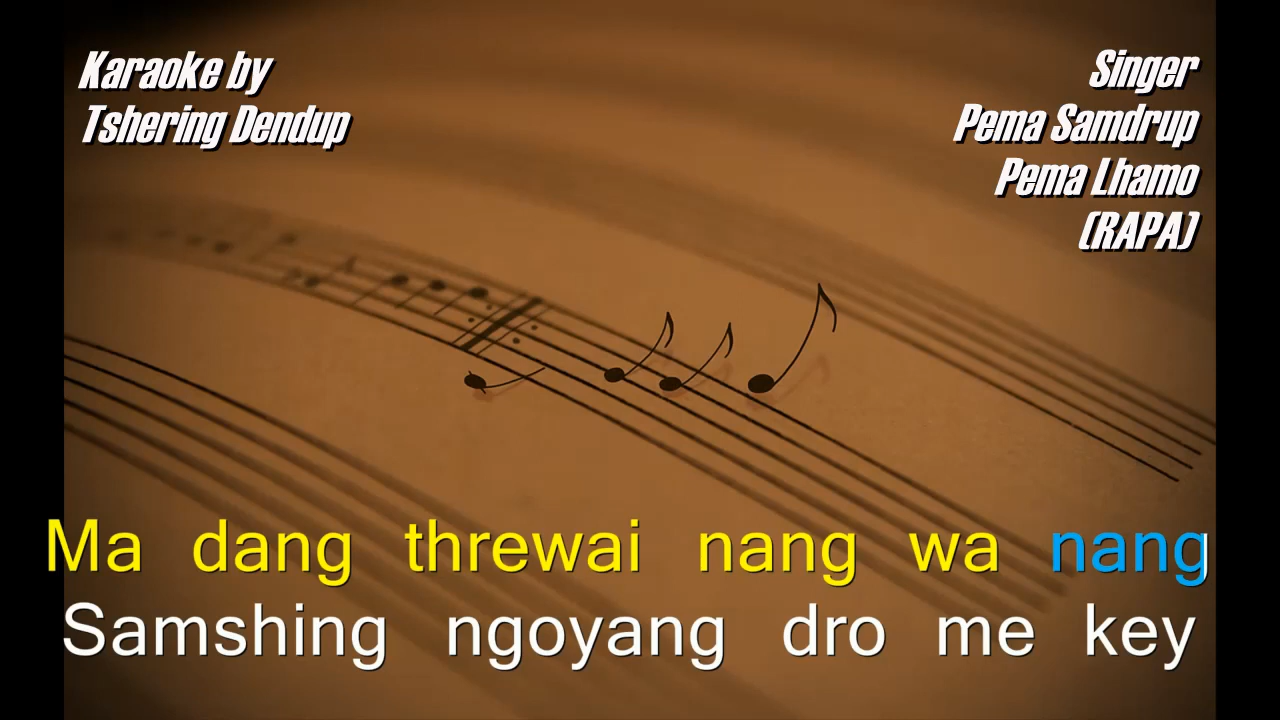 Karaoke by
Tshering Dendup
Singer
Pema Samdrup
Pema Lhamo
(RAPA)
Ma dang threwai nang wa nang
Samshing ngoyang dro me key